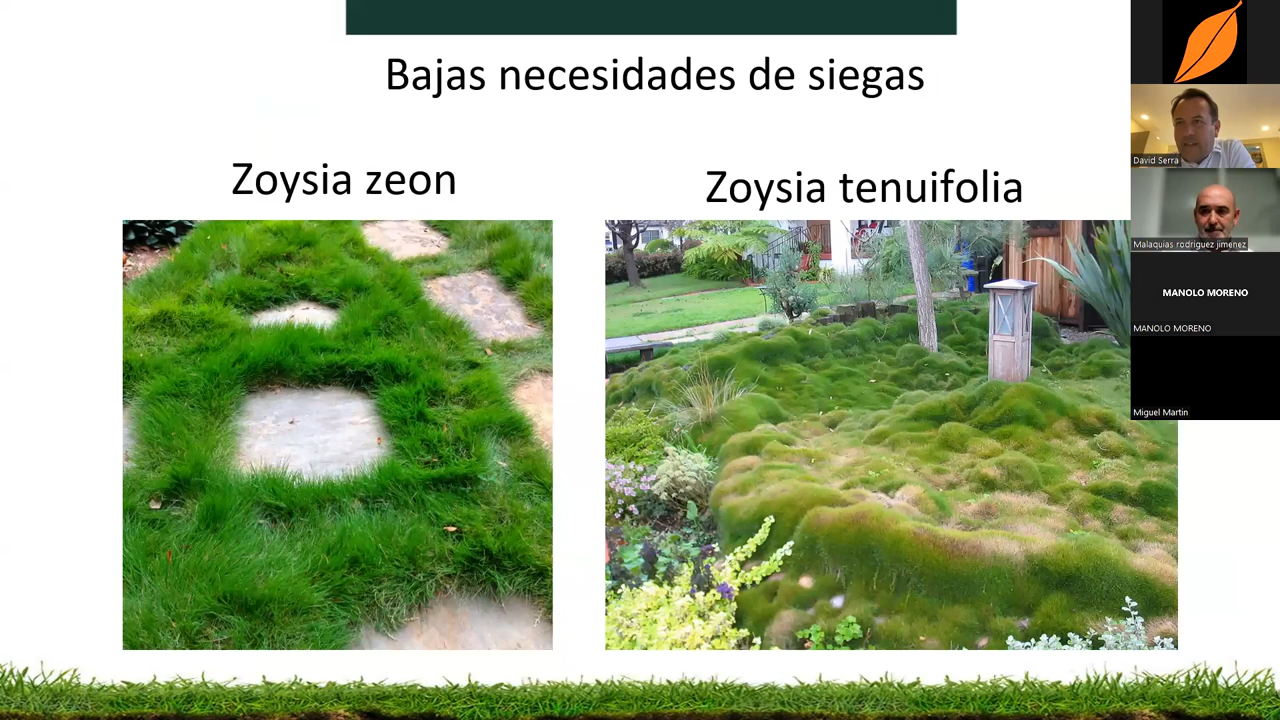 Bajas necesidades de siegas
Zoysia zeon
Zoysia tenuifolia
David Serra
Malaquias rodriguez jimenez
MANOLO MORENO
MANOLO MORENO
Miguel Martin